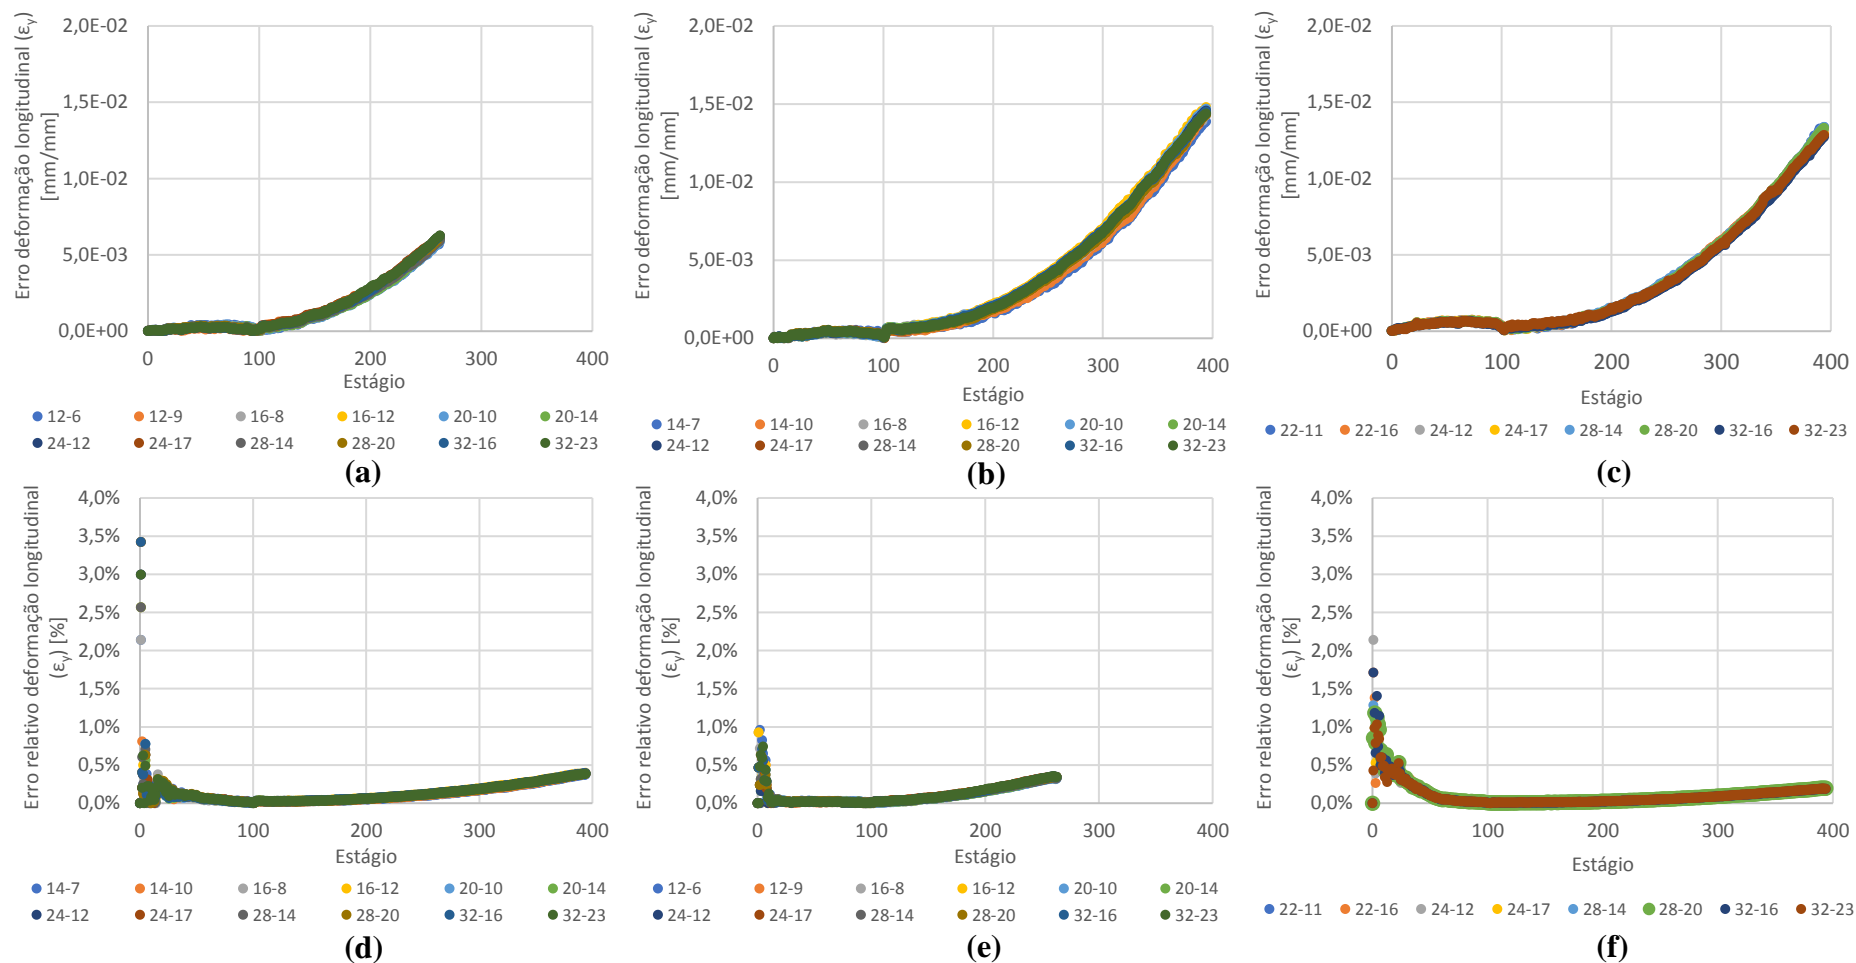 Erro deformação longitudinal (εy)
[mm/mm]
2,0E-02
1,5E-02
1,0E-02
5,0E-03
0,0E+00
0 100 200 300 400
Estágio
12-6 12-9 16-8 16-12 20-10 20-14
24-12 24-17 28-14 28-20 32-16 32-23
(a)
Erro deformação longitudinal (εy)
[mm/mm]
2,0E-02
1,5E-02
1,0E-02
5,0E-03
0,0E+00
0 100 200 300 400
Estágio
14-7 14-10 16-8 16-12 20-10 20-14
24-12 24-17 28-14 28-20 32-16 32-23
(b)
Erro deformação longitudinal (εy)
[mm/mm]
2,0E-02
1,5E-02
1,0E-02
5,0E-03
0,0E+00
0 100 200 300 400
Estágio
22-11 22-16 24-12 24-17 28-14 28-20 32-16 32-23
(c)
Erro relativo deformação longitudinal
(εy) [%]
4,0%
3,5%
3,0%
2,5%
2,0%
1,5%
1,0%
0,5%
0,0%
0 100 200 300 400
Estágio
14-7 14-10 16-8 16-12 20-10 20-14
24-12 24-17 28-14 28-20 32-16 32-23
(d)
Erro relativo deformação longitudinal
(εy) [%]
4,0%
3,5%
3,0%
2,5%
2,0%
1,5%
1,0%
0,5%
0,0%
0 100 200 300 400
Estágio
12-6 12-9 16-8 16-12 20-10 20-14
24-12 24-17 28-14 28-20 32-16 32-23
(e)
Erro relativo deformação longitudinal
(εy) [%]
4,0%
3,5%
3,0%
2,5%
2,0%
1,5%
1,0%
0,5%
0,0%
0 100 200 300 400
Estágio
22-11 22-16 24-12 24-17 28-14 28-20 32-16 32-23
(f)